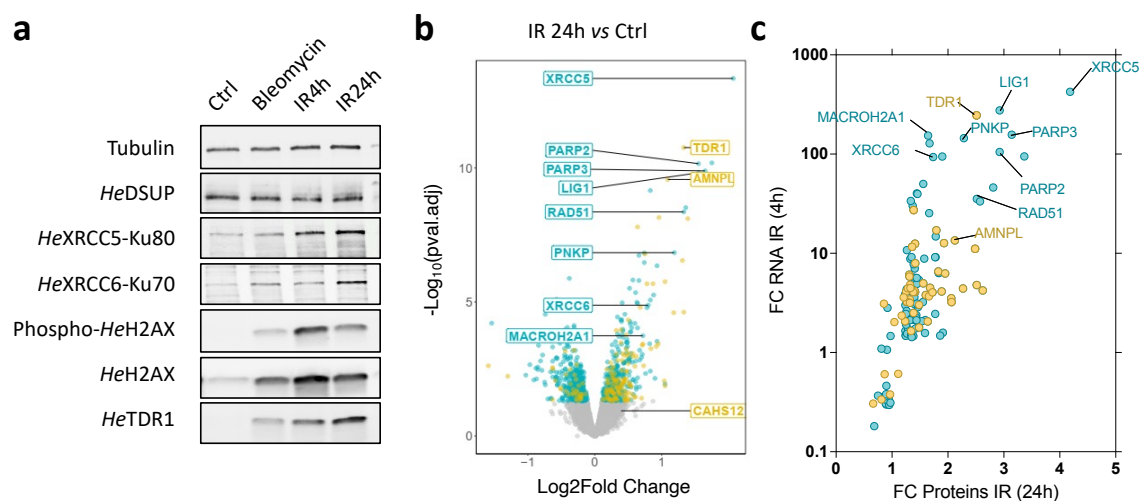 a
Ctrl
Bleomycin
IR4h
IR24h
Tubulin
HeDSUP
HeXRCC5-Ku80
HeXRCC6-Ku70
Phospho-HeH2AX
HeH2AX
HeTDR1
b
IR 24h vs Ctrl
XRCC5
TDR1
PARP2
PARP3
AMNPL
LIG1
RAD51
PNKP
XRCC6
MACROH2A1
CAHS12
10
5
0
-Log10(pval.adj)
−1
0
1
Log2Fold Change
c
1000
100
10
1
0.1
FC RNA IR (4h)
XRCC5
LIG1
TDR1
MACROH2A1
PNKP
PARP3
XRCC6
PARP2
RAD51
AMNPL
0
1
2
3
4
5
FC Proteins IR (24h)